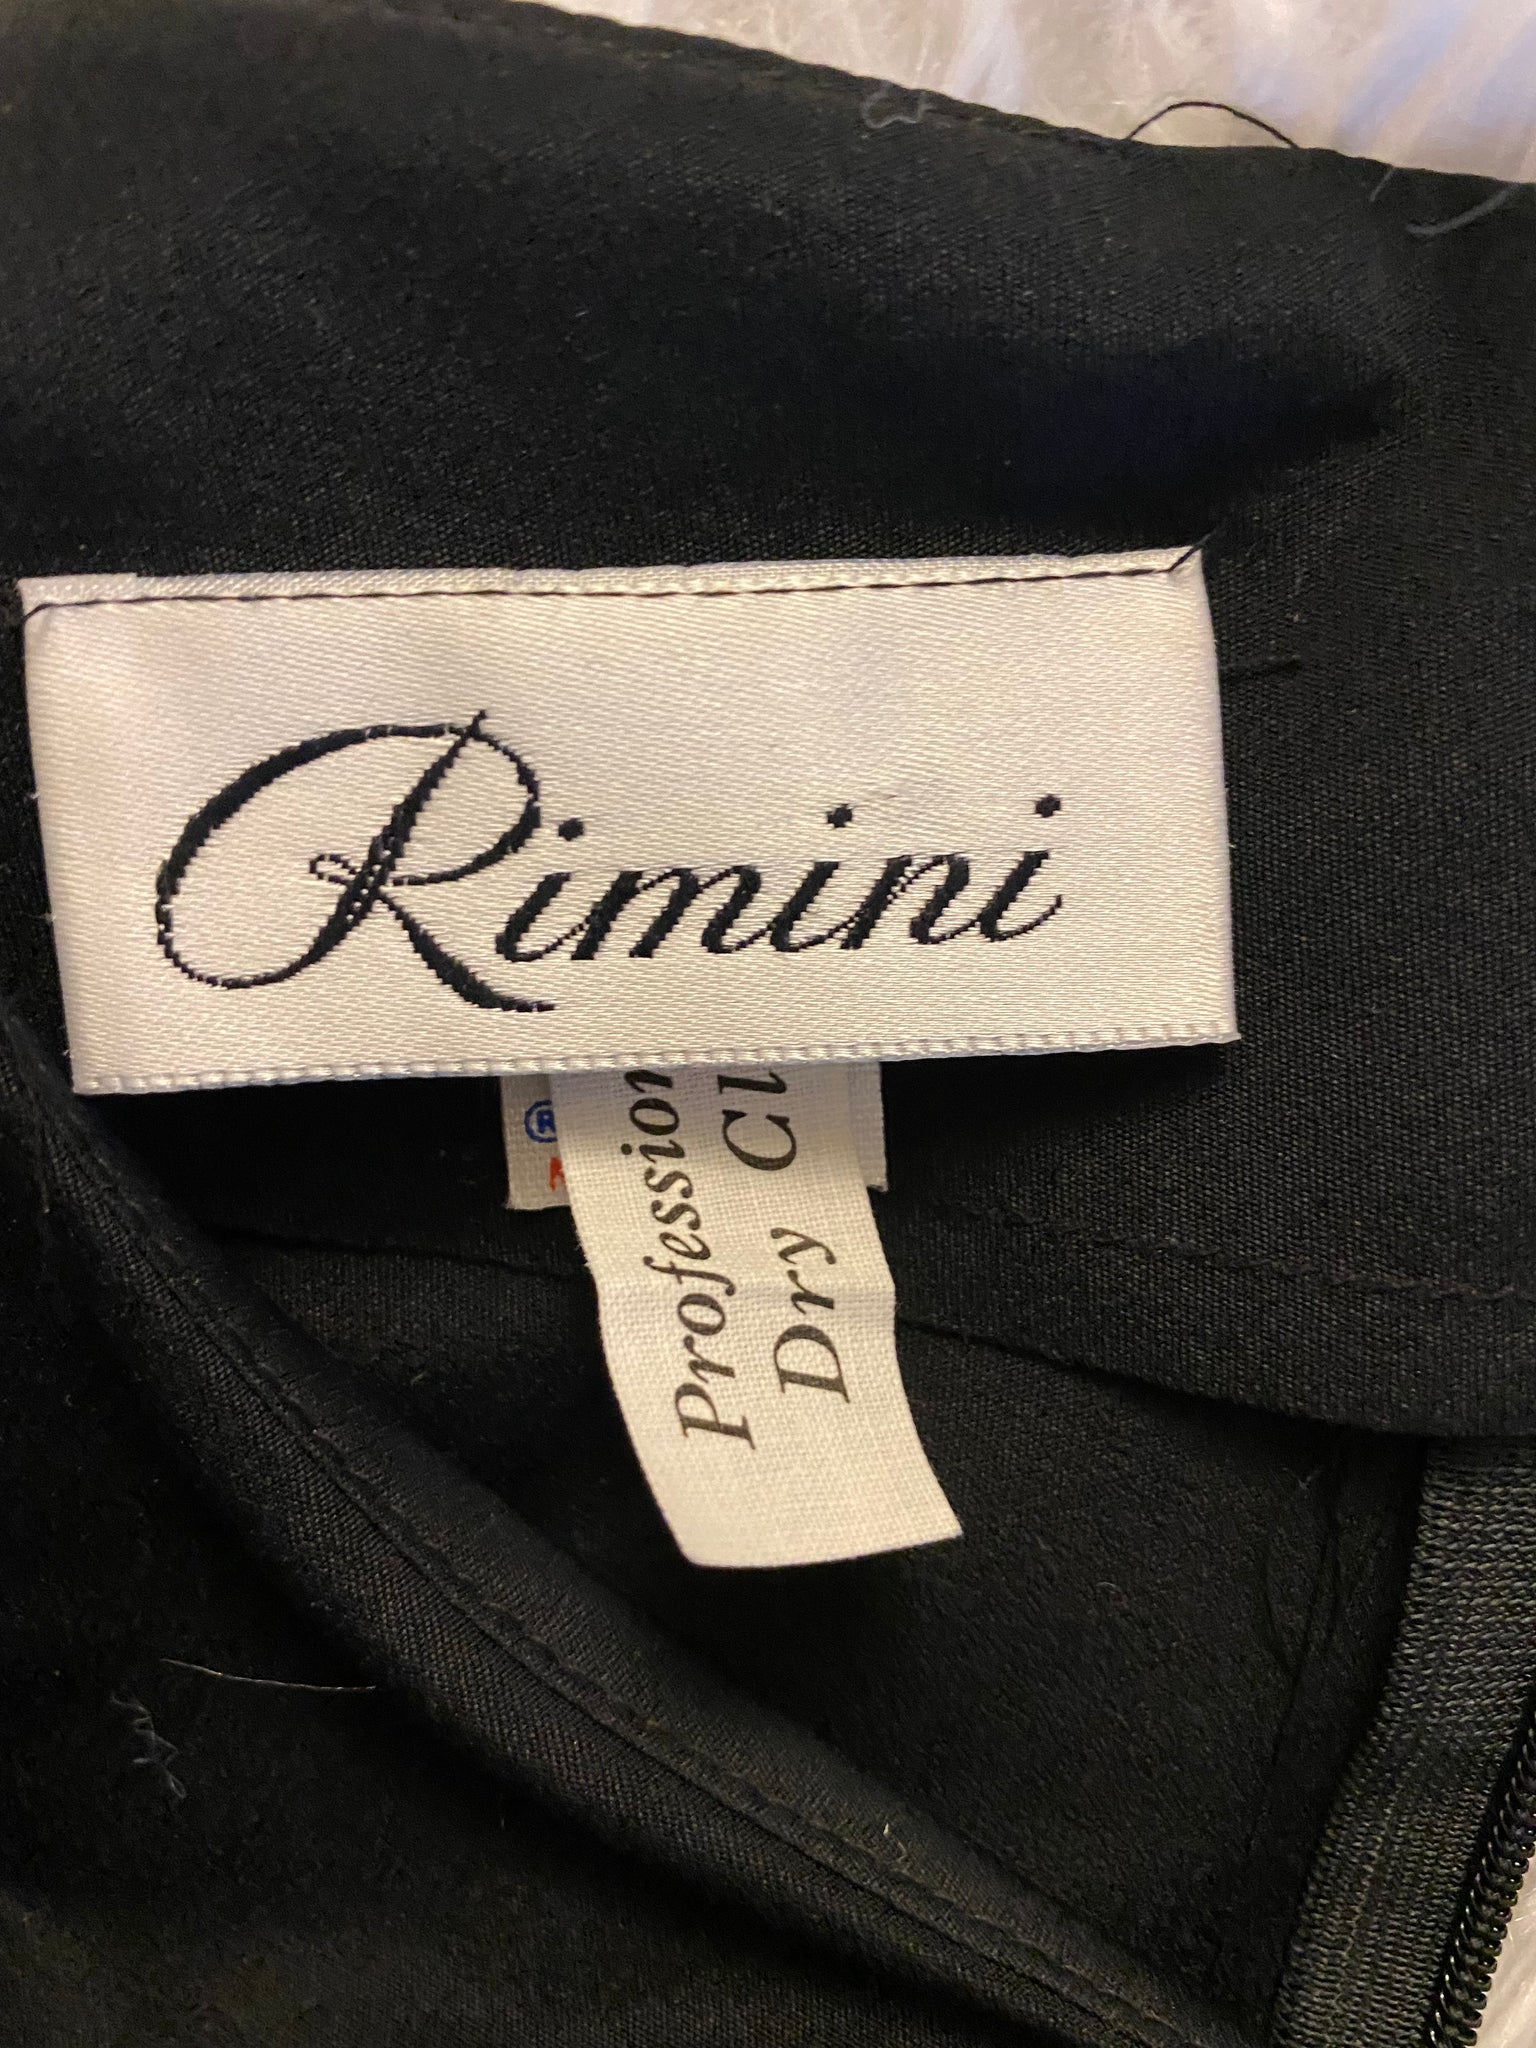 Rimini
Profession
Dry Cl
®